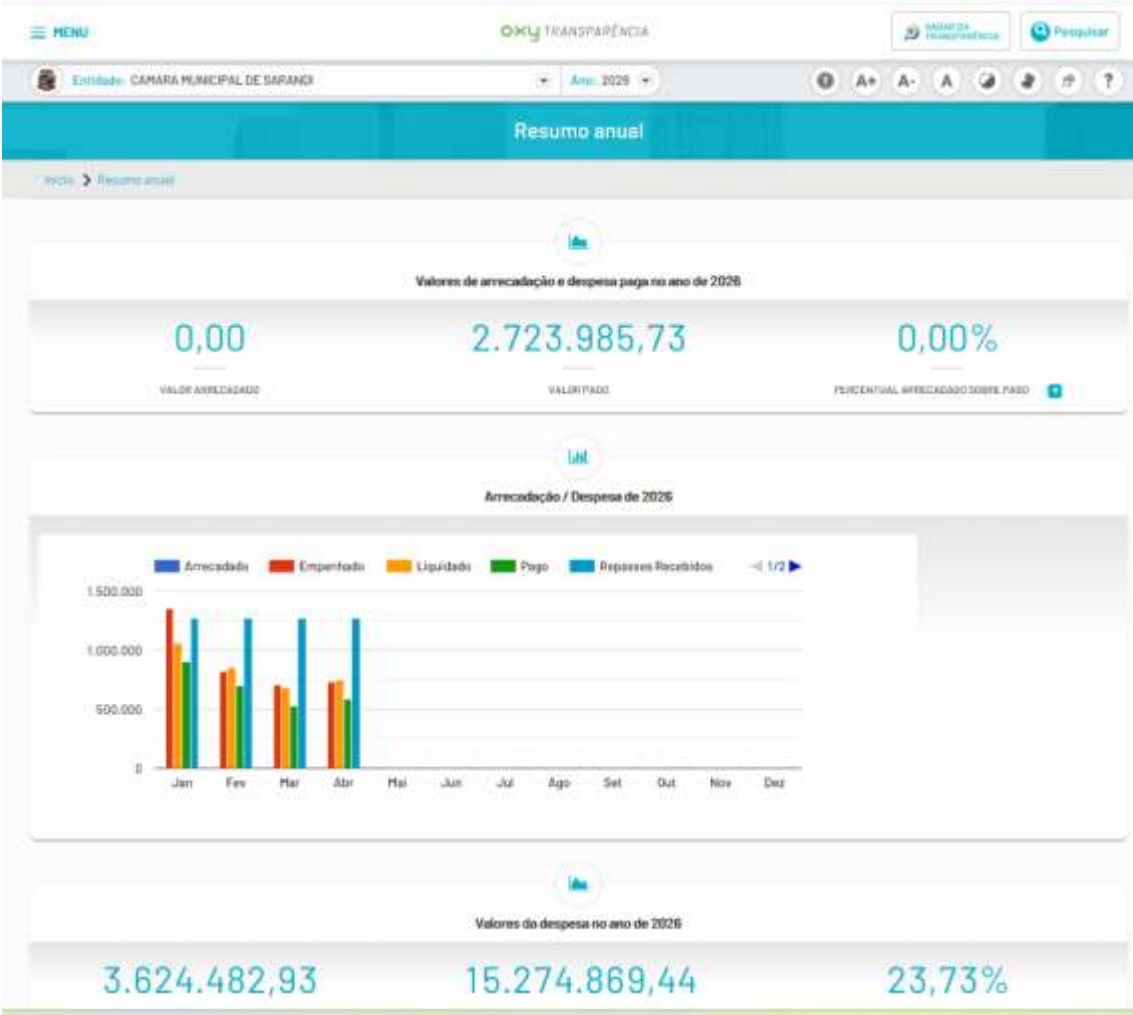 MENU
OXY TRANSPARÊNCIA
RADAR DA TRANSPARÊNCIA
Pesquisar
Entidade: CAMARA MUNICIPAL DE SARANDI
Ano: 2026
A+ A- A ?
Resumo anual
Início > Resumo anual
Valores de arrecadação e despesa paga no ano de 2026
0,00 2.723.985,73 0,00%
VALOR ARRECADADO VALOR PAGO PERCENTUAL ARRECADADO SOBRE PAGO
Arrecadação / Despesa de 2026
Arrecadado Empenhado Liquidado Pago Repasses Recebidos 1/2
1.500.000
1.000.000
500.000
0
Jan Fev Mar Abr Mai Jun Jul Ago Set Out Nov Dez
Valores da despesa no ano de 2026
3.624.482,93 15.274.869,44 23,73%